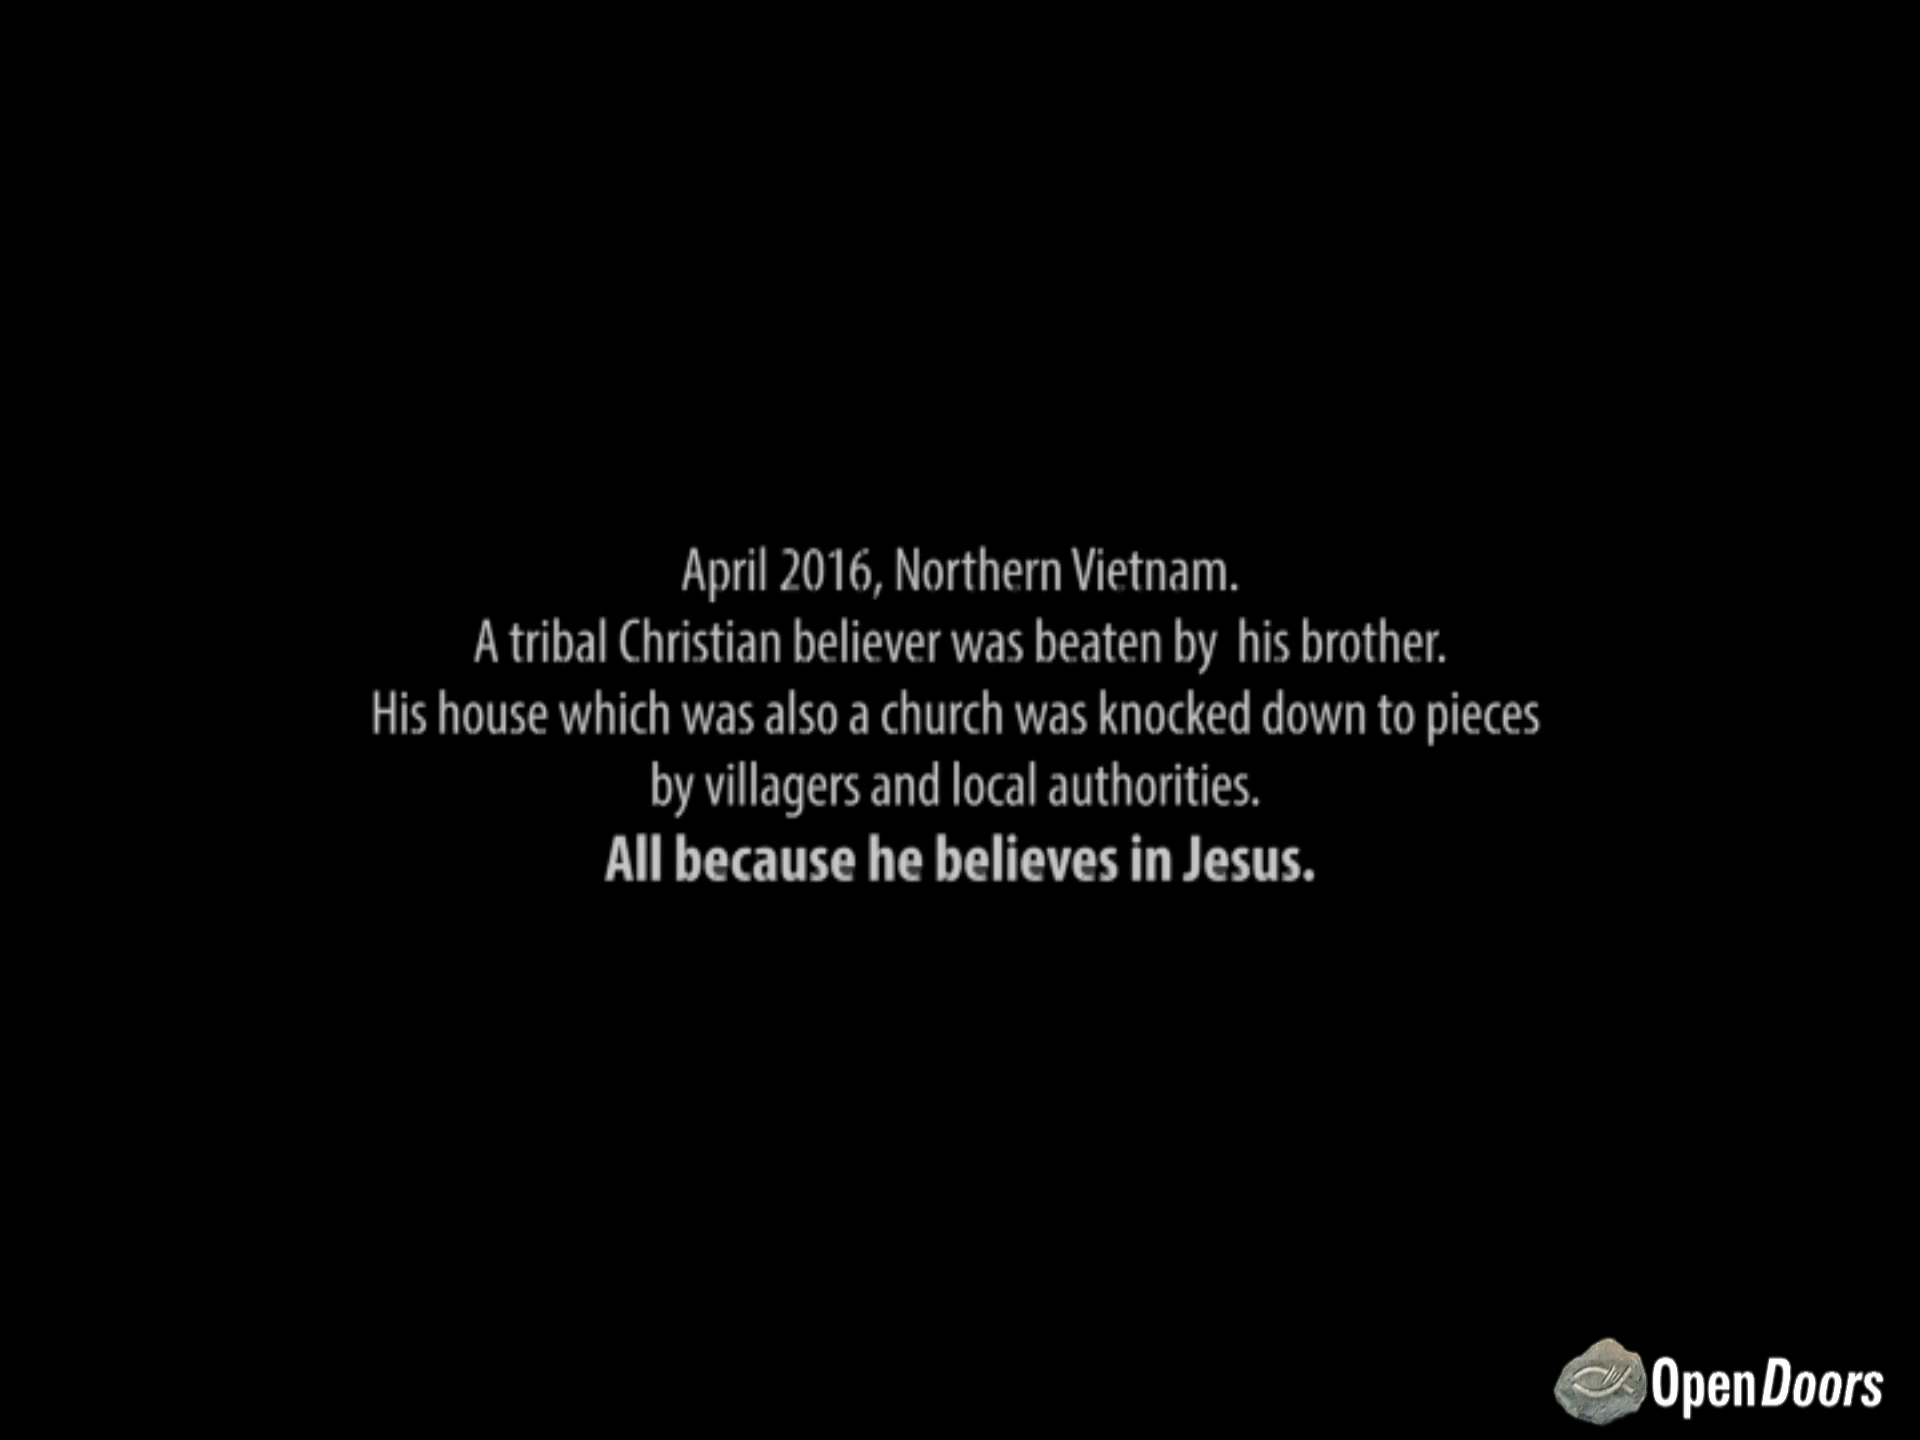 April 2016, Northern Vietnam.
A tribal Christian believer was beaten by  his brother.
His house which was also a church was knocked down to pieces
by villagers and local authorities.
All because he believes in Jesus.
OpenDoors